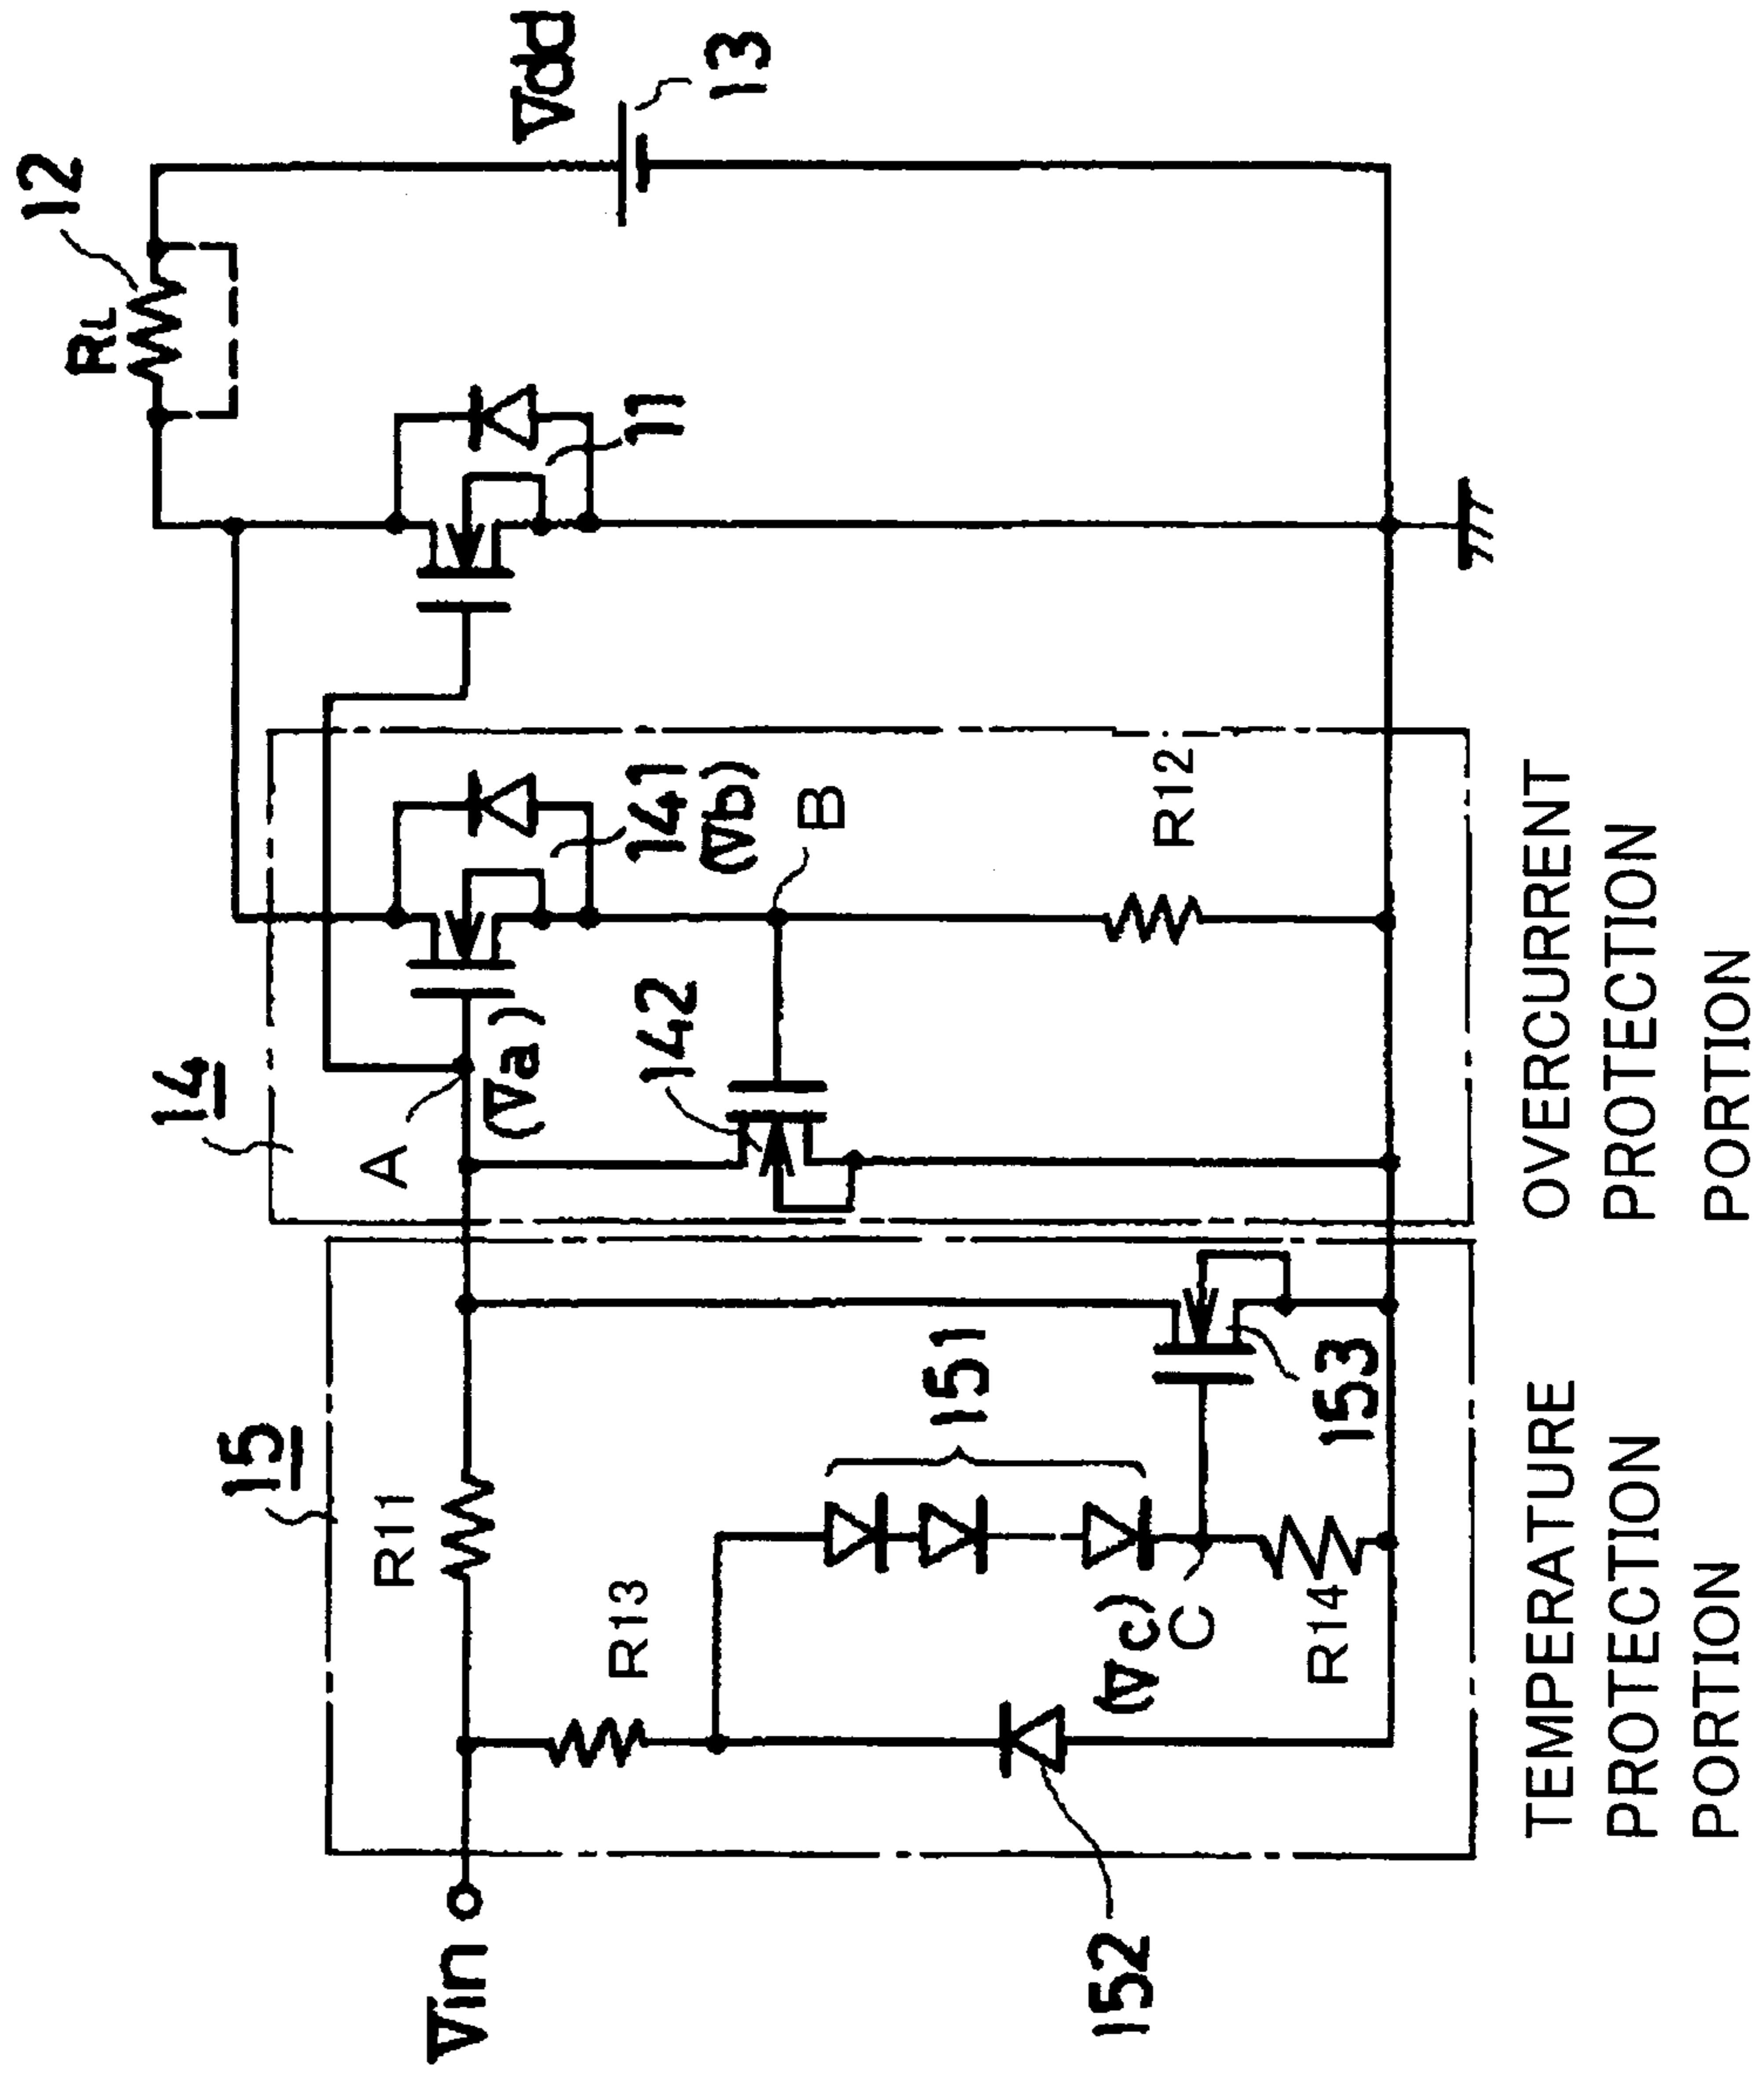 Vin
15
R11
R13
151
(Vc)
C
R14
152
153
TEMPERATURE
PROTECTION
PORTION
14
A
(Va)
142
141
(Vb)
B
R12
OVERCURRENT
PROTECTION
PORTION
12
RL
11
Vdd
13